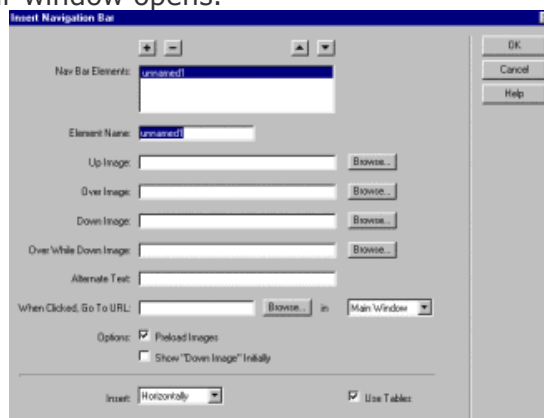 r window opens.
Insert Navigation Bar
+ -
OK
Nav Bar Elements: unnamed1
Cancel
Help
Element Name: unnamed1
Up Image: Browse...
Over Image: Browse...
Down Image: Browse...
Over While Down Image: Browse...
Alternate Text:
When Clicked, Go To URL: Browse... in Main Window
Options: Preload Images
Show "Down Image" Initially
Insert: Horizontally Use Tables